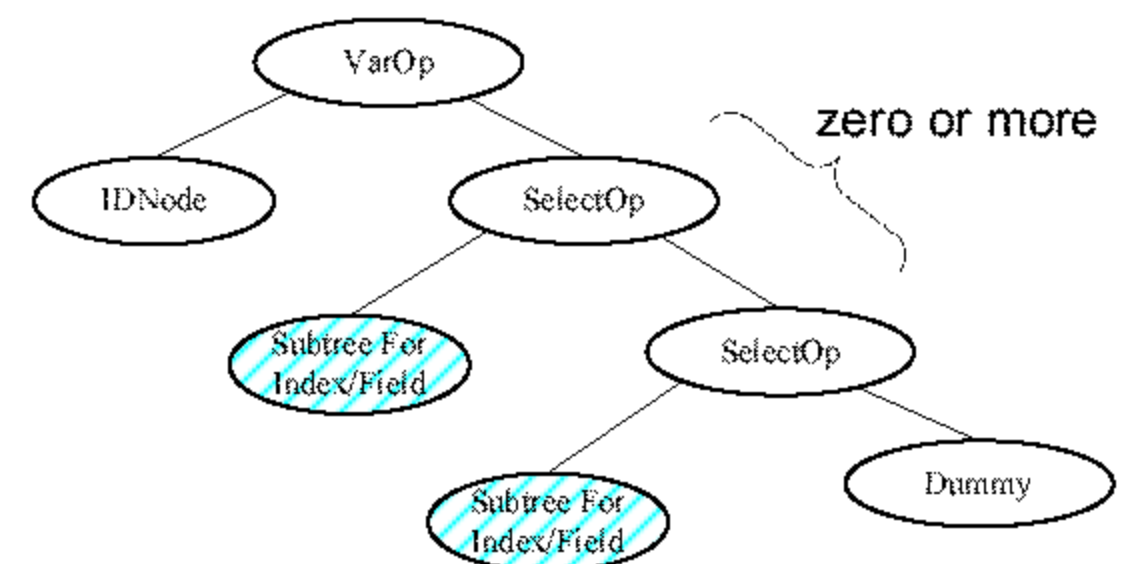 VarOp
zero or more
IDNode
SelectOp
Subtree For
Index/Field
SelectOp
Subtree For
Index/Field
Dummy